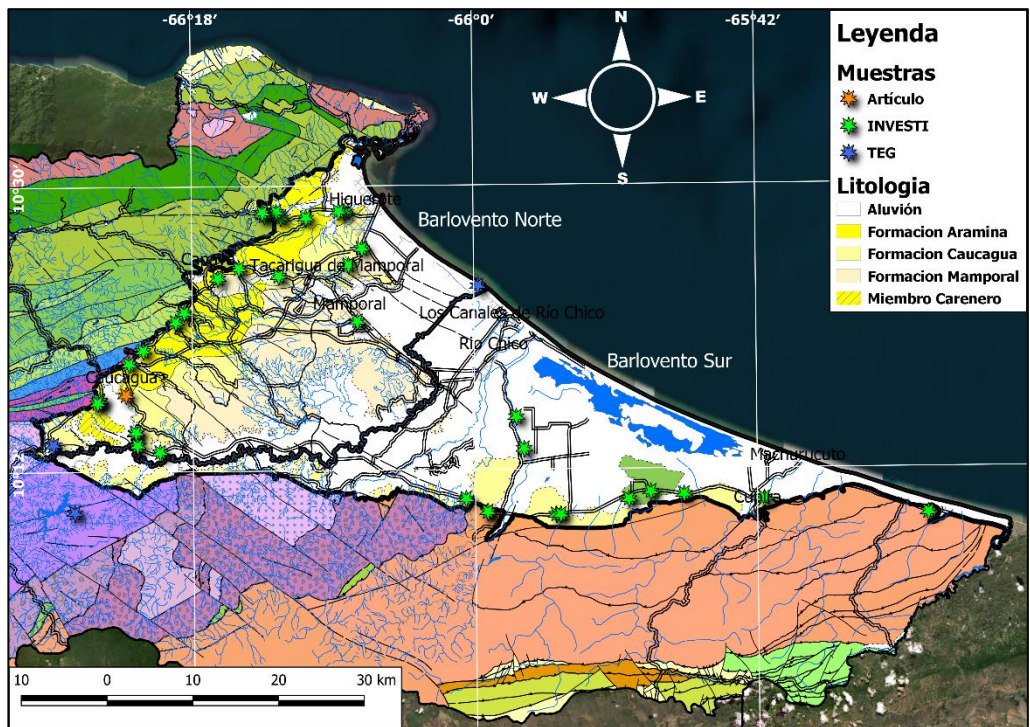 -66°18'
-66°0'
-65°42'
N
W
E
S
10°30'
Higuerote
Barlovento Norte
Tacarigua de Mamporal
Mamporal
Los Canales de Río Chico
Rio Chico
Barlovento Sur
Caucagua
Machurucuto
Cupira
Leyenda
Muestras
Artículo
INVESTI
TEG
Litologia
Aluvión
Formacion Aramina
Formacion Caucagua
Formacion Mamporal
Miembro Carenero
10 0 10 20 30 km